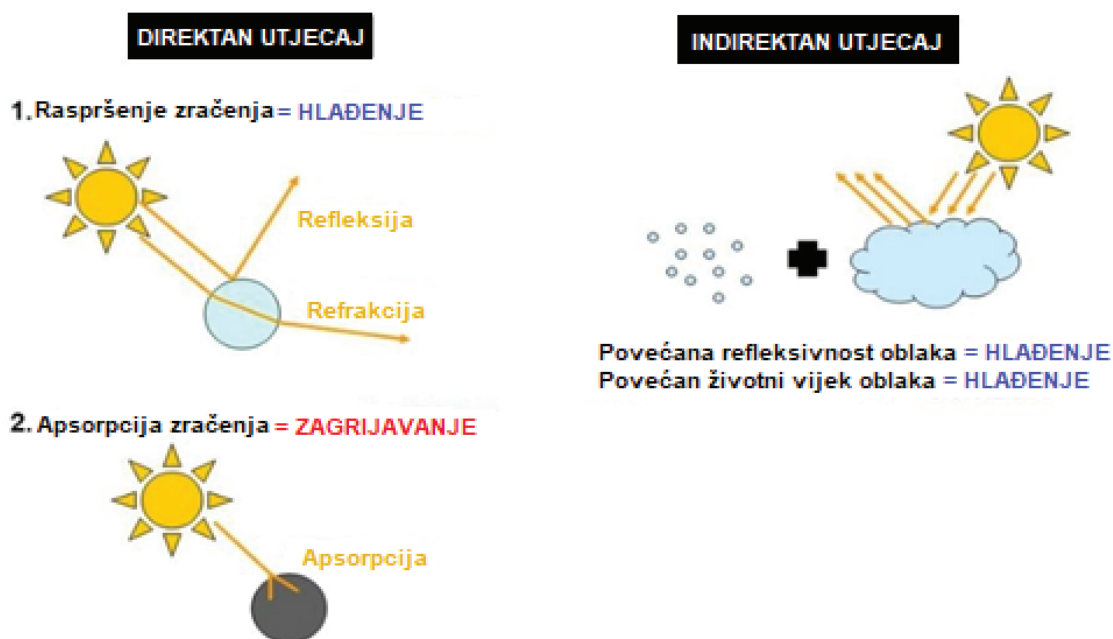 DIREKTAN UTJECAJ
1. Raspršenje zračenja = HLAĐENJE
Refleksija
Refrakcija
2. Apsorpcija zračenja = ZAGRIJAVANJE
Apsorpcija
INDIREKTAN UTJECAJ
Povećana refleksivnost oblaka = HLAĐENJE
Povećan životni vijek oblaka = HLAĐENJE